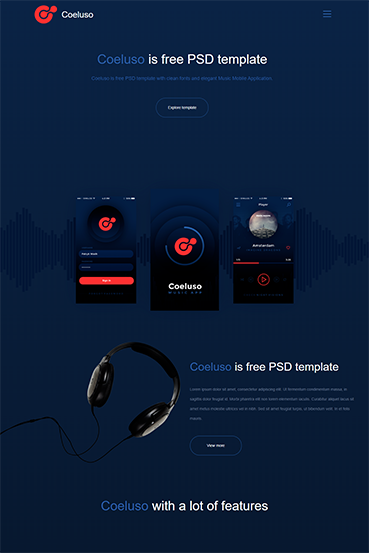 Coeluso
Coeluso is free PSD template
Coeluso is free PSD template with clean fonts and elegant Music Mobile Application.
Explore template
Player
Amsterdam
Sign in
Coeluso
MUSIC APP
Coeluso is free PSD template
Lorem ipsum dolor sit amet, consectetur adipiscing elit. Ut fermentum condimentum massa, a
sagittis dolor feugiat id. Morbi pharetra elit sed sem elementum iaculis. Curabitur aliquet lacus sit
amet metus molestie ultrices vel in nibh. Sed sit amet feugiat turpis, ut bibendum velit. In et felis
mauris.
View more
Coeluso with a lot of features